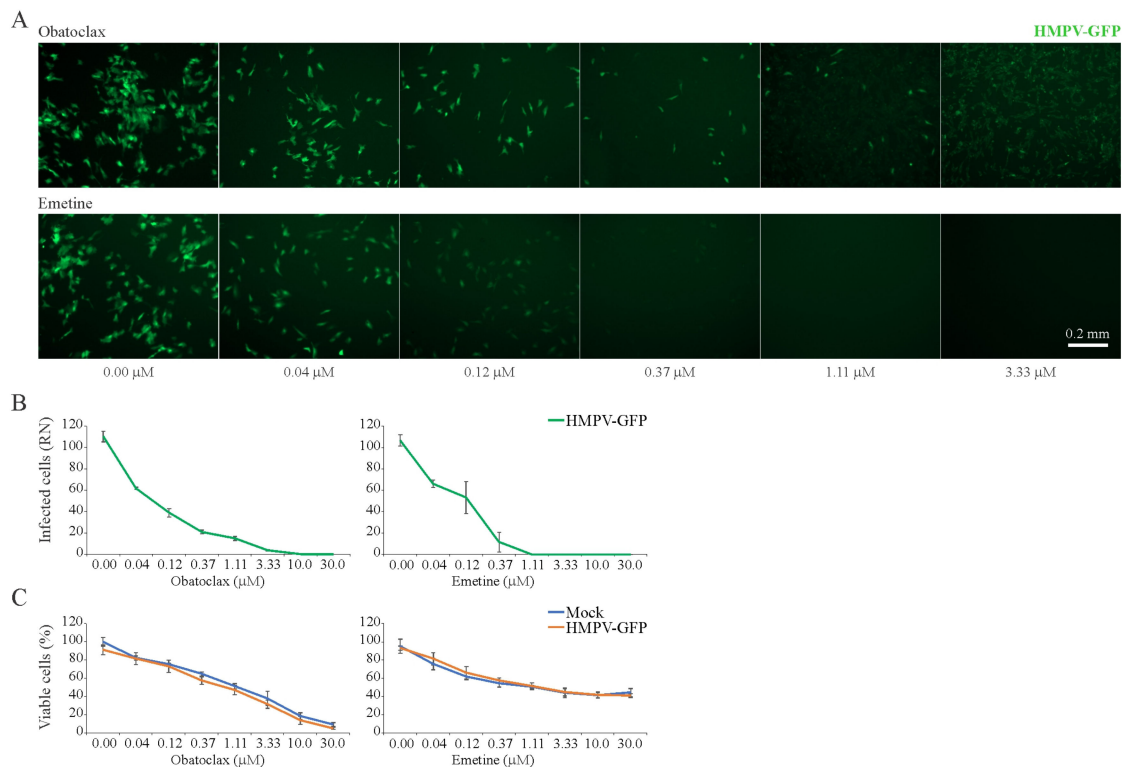 A
Obatoclax
HMPV-GFP
Emetine
0.2 mm
0.00 μM 0.04 μM 0.12 μM 0.37 μM 1.11 μM 3.33 μM
B
Infected cells (RN)
120
100
80
60
40
20
0
0.00 0.04 0.12 0.37 1.11 3.33 10.0 30.0
Obatoclax (μM)
HMPV-GFP
120
100
80
60
40
20
0
0.00 0.04 0.12 0.37 1.11 3.33 10.0 30.0
Emetine (μM)
C
Viable cells (%)
120
100
80
60
40
20
0
0.00 0.04 0.12 0.37 1.11 3.33 10.0 30.0
Obatoclax (μM)
Mock
HMPV-GFP
120
100
80
60
40
20
0
0.00 0.04 0.12 0.37 1.11 3.33 10.0 30.0
Emetine (μM)